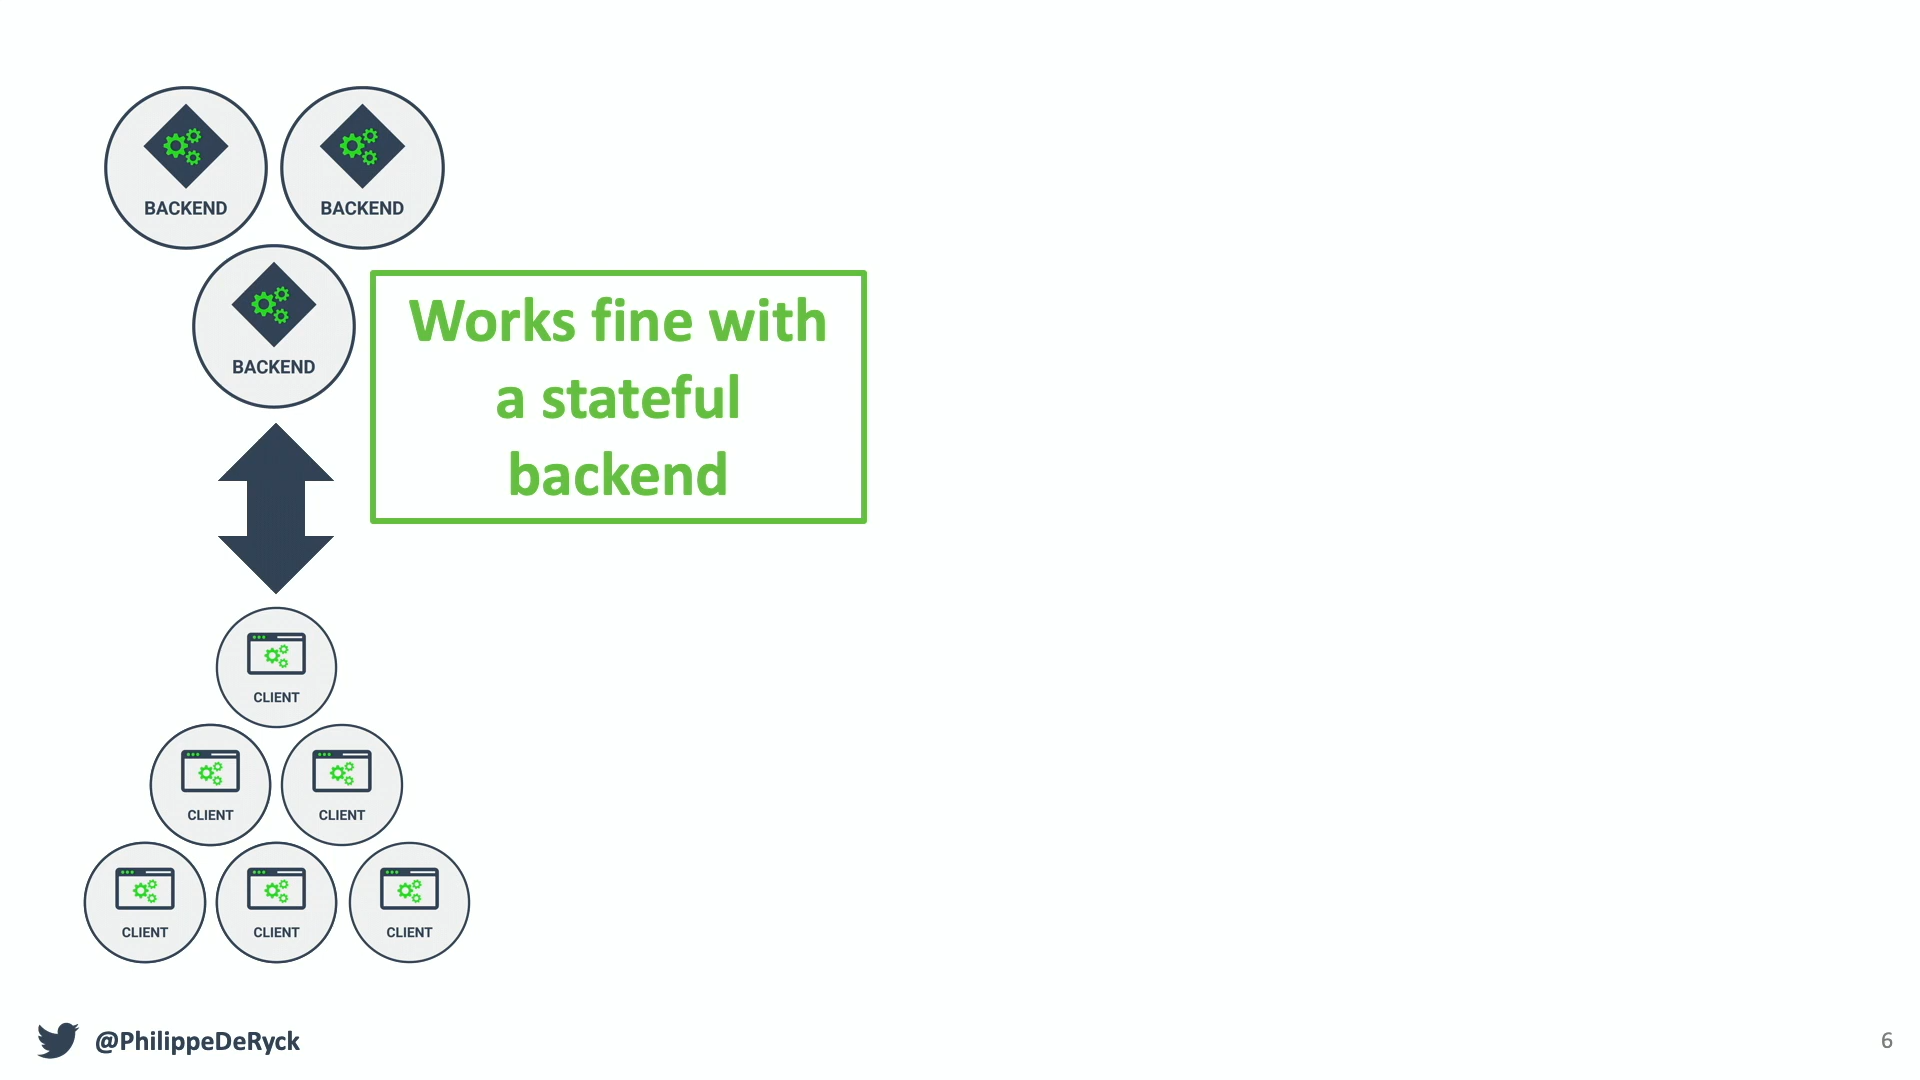 BACKEND
BACKEND
BACKEND
Works fine with
a stateful
backend
CLIENT
CLIENT
CLIENT
CLIENT
CLIENT
CLIENT
@PhilippeDeRyck
6